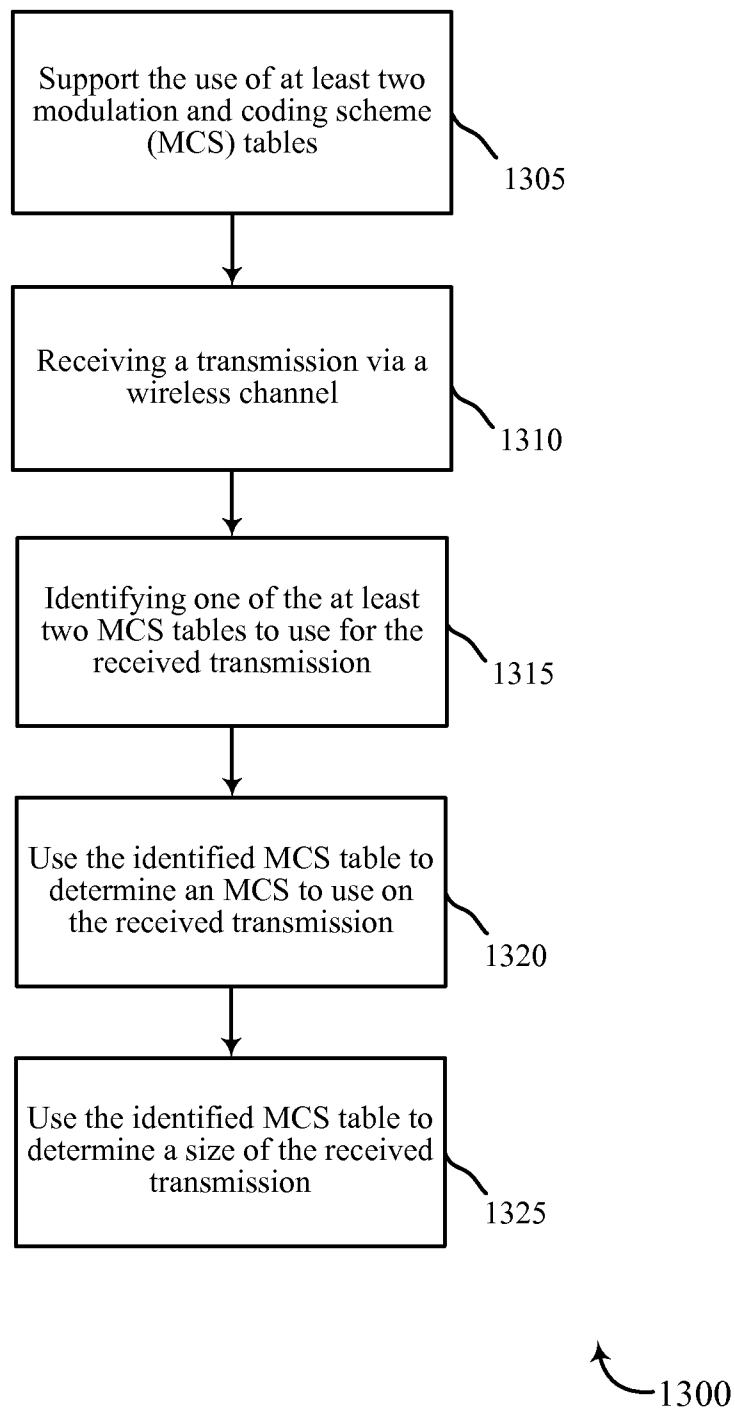 Support the use of at least two
modulation and coding scheme
(MCS) tables
1305
Receiving a transmission via a
wireless channel
1310
Identifying one of the at least
two MCS tables to use for the
received transmission
1315
Use the identified MCS table to
determine an MCS to use on
the received transmission
1320
Use the identified MCS table to
determine a size of the received
transmission
1325
1300